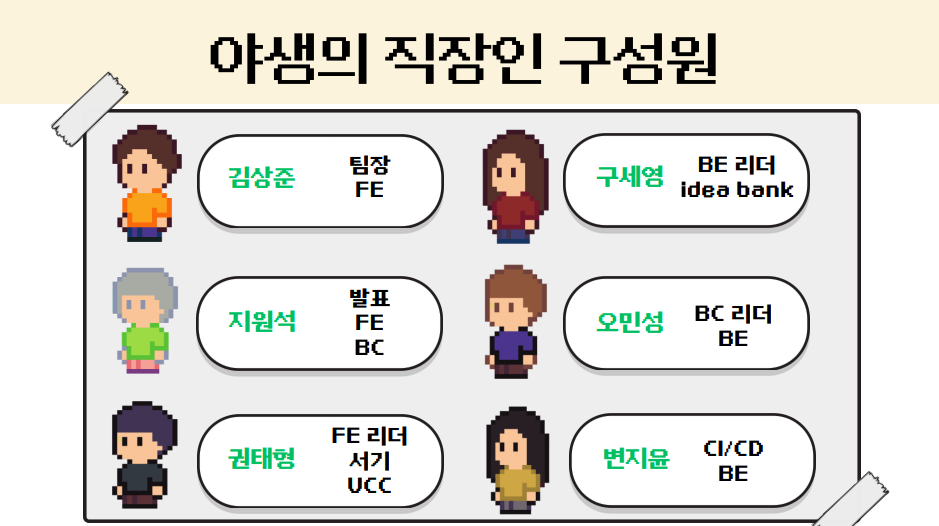 야생의 직장인 구성원
김상준
팀장
FE
구세영
BE 리더
idea bank
지원석
발표
FE
BC
오민성
BC 리더
BE
권태형
FE 리더
서기
UCC
변지윤
CI/CD
BE